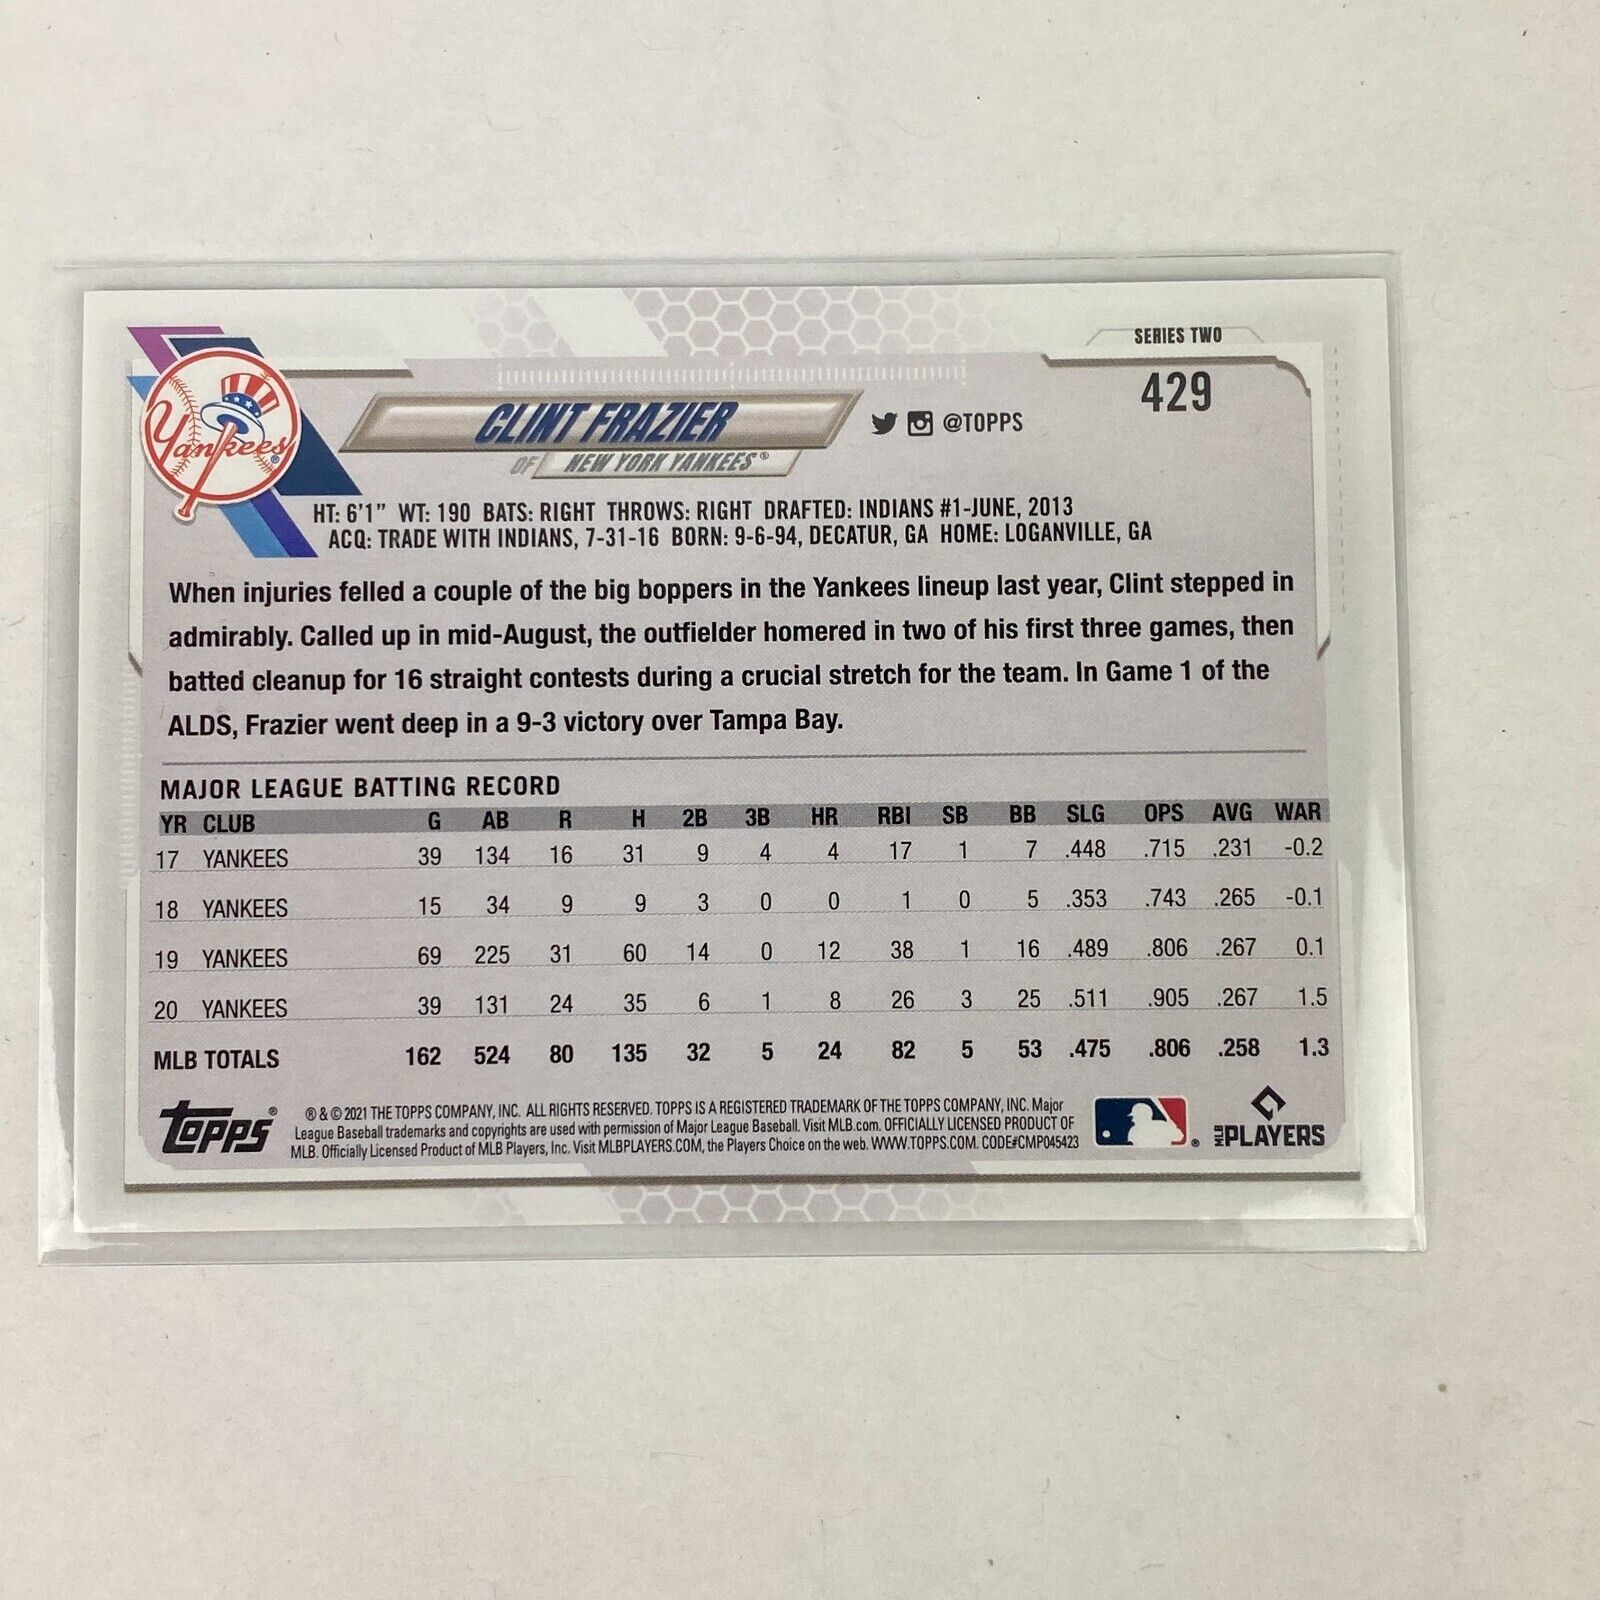 SERIES TWO
429
Yankees®
CLINT FRAZIER
@TOPPS
OF NEW YORK YANKEES®
HT: 6'1" WT: 190 BATS: RIGHT THROWS: RIGHT DRAFTED: INDIANS #1-JUNE, 2013
ACQ: TRADE WITH INDIANS, 7-31-16 BORN: 9-6-94, DECATUR, GA HOME: LOGANVILLE, GA
When injuries felled a couple of the big boppers in the Yankees lineup last year, Clint stepped in
admirably. Called up in mid-August, the outfielder homered in two of his first three games, then
batted cleanup for 16 straight contests during a crucial stretch for the team. In Game 1 of the
ALDS, Frazier went deep in a 9-3 victory over Tampa Bay.
MAJOR LEAGUE BATTING RECORD
YR CLUB G AB R H 2B 3B HR RBI SB BB SLG OPS AVG WAR
17 YANKEES 39 134 16 31 9 4 4 17 1 7 .448 .715 .231 -0.2
18 YANKEES 15 34 9 9 3 0 0 1 0 5 .353 .743 .265 -0.1
19 YANKEES 69 225 31 60 14 0 12 38 1 16 .489 .806 .267 0.1
20 YANKEES 39 131 24 35 6 1 8 26 3 25 .511 .905 .267 1.5
MLB TOTALS 162 524 80 135 32 5 24 82 5 53 .475 .806 .258 1.3
TOPPS®
® & © 2021 THE TOPPS COMPANY, INC. ALL RIGHTS RESERVED. TOPPS IS A REGISTERED TRADEMARK OF THE TOPPS COMPANY, INC. Major
League Baseball trademarks and copyrights are used with permission of Major League Baseball. Visit MLB.com. OFFICIALLY LICENSED PRODUCT OF
MLB. Officially Licensed Product of MLB Players, Inc. Visit MLBPLAYERS.COM, the Players Choice on the web. WWW.TOPPS.COM. CODE#CMP045423
®
MLB PLAYERS